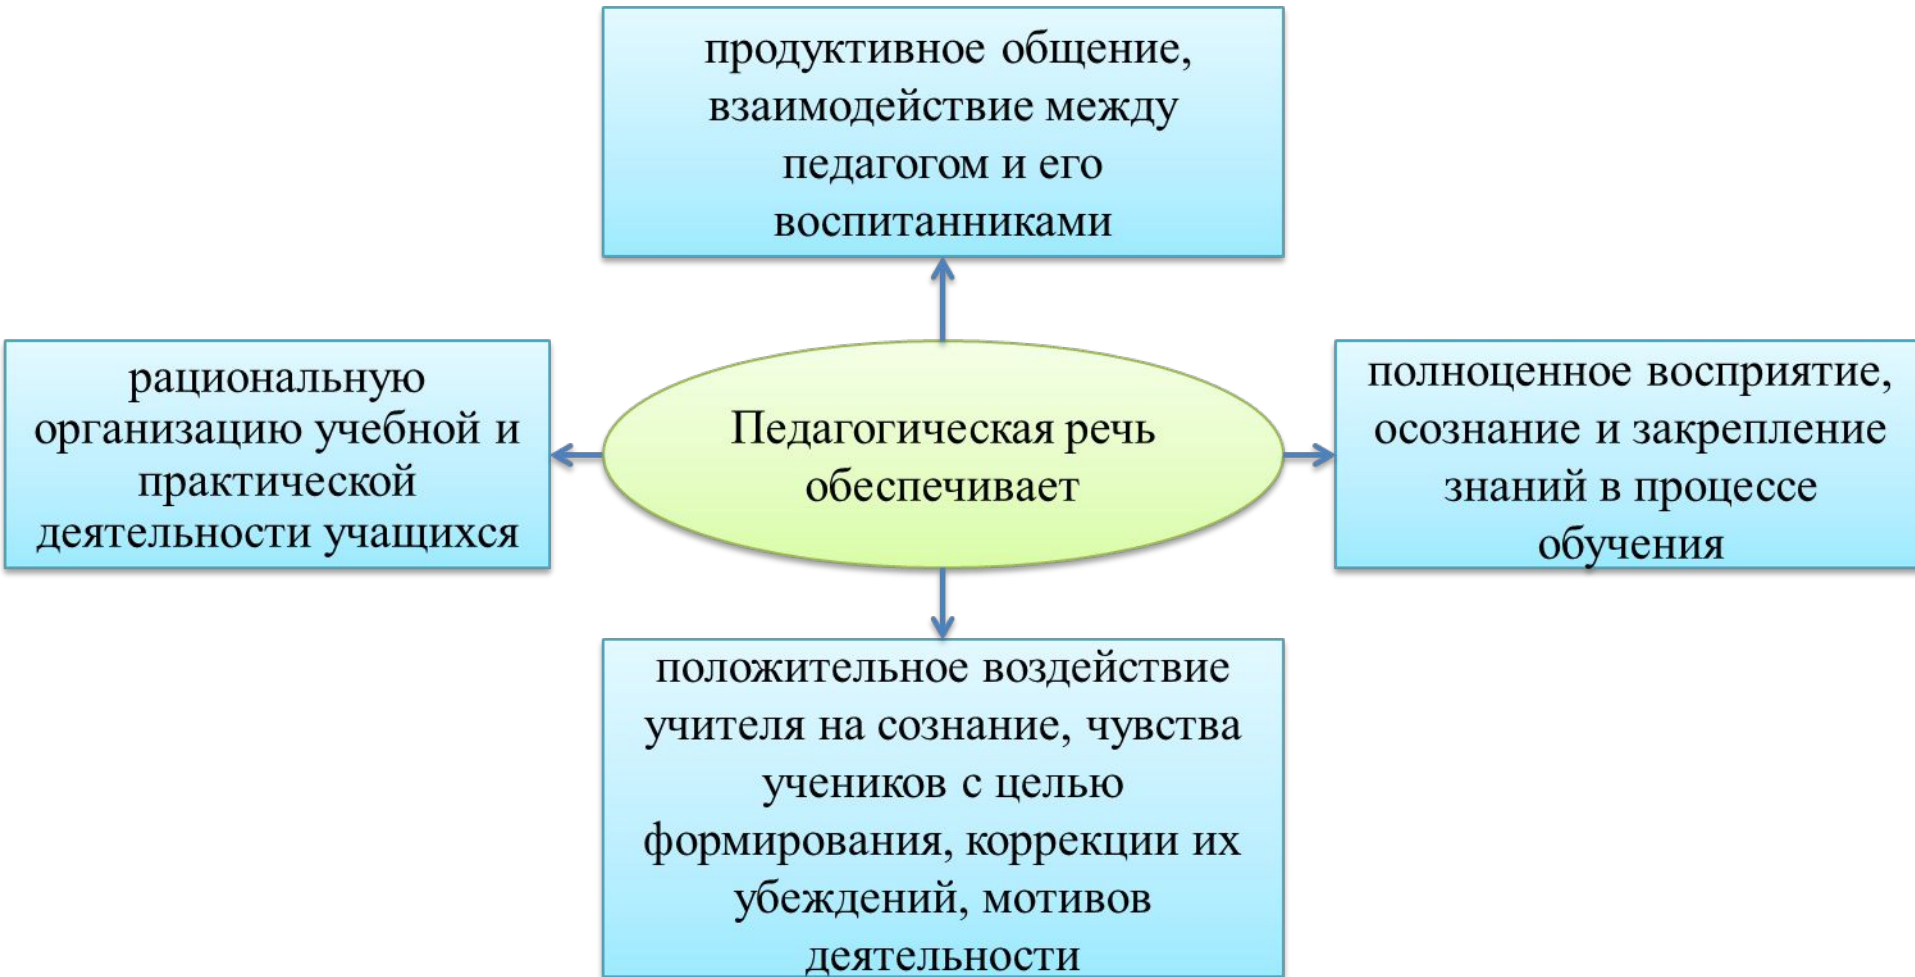 продуктивное общение,
взаимодействие между
педагогом и его
воспитанниками
рациональную
организацию учебной и
практической
деятельности учащихся
Педагогическая речь
обеспечивает
полноценное восприятие,
осознание и закрепление
знаний в процессе
обучения
положительное воздействие
учителя на сознание, чувства
учеников с целью
формирования, коррекции их
убеждений, мотивов
деятельности